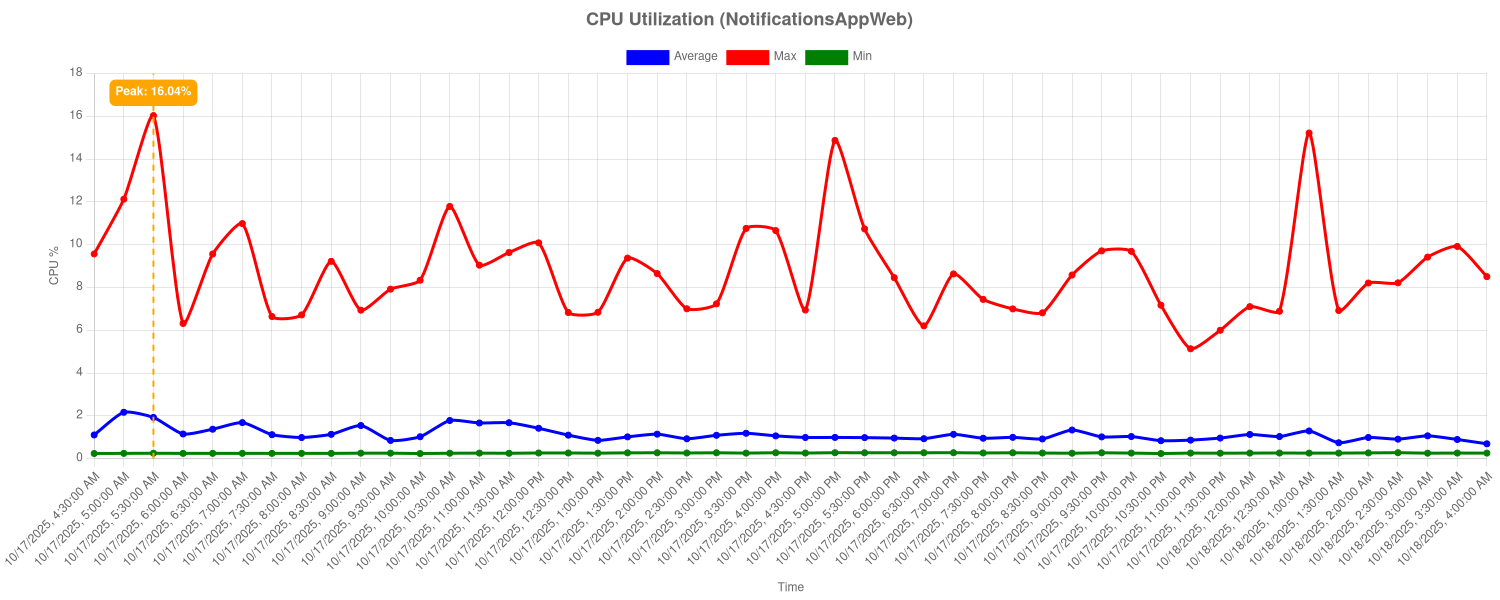 CPU Utilization (NotificationsAppWeb)
Average Max Min
18
Peak: 16.04%
16
14
12
10
8
6
4
2
0
CPU %
10/17/2025, 4:30:00 AM
10/17/2025, 5:00:00 AM
10/17/2025, 5:30:00 AM
10/17/2025, 6:00:00 AM
10/17/2025, 6:30:00 AM
10/17/2025, 7:00:00 AM
10/17/2025, 7:30:00 AM
10/17/2025, 8:00:00 AM
10/17/2025, 8:30:00 AM
10/17/2025, 9:00:00 AM
10/17/2025, 9:30:00 AM
10/17/2025, 10:00:00 AM
10/17/2025, 10:30:00 AM
10/17/2025, 11:00:00 AM
10/17/2025, 11:30:00 AM
10/17/2025, 12:00:00 PM
10/17/2025, 12:30:00 PM
10/17/2025, 1:00:00 PM
10/17/2025, 1:30:00 PM
10/17/2025, 2:00:00 PM
10/17/2025, 2:30:00 PM
10/17/2025, 3:00:00 PM
10/17/2025, 3:30:00 PM
10/17/2025, 4:00:00 PM
10/17/2025, 4:30:00 PM
10/17/2025, 5:00:00 PM
10/17/2025, 5:30:00 PM
10/17/2025, 6:00:00 PM
10/17/2025, 6:30:00 PM
10/17/2025, 7:00:00 PM
10/17/2025, 7:30:00 PM
10/17/2025, 8:00:00 PM
10/17/2025, 8:30:00 PM
10/17/2025, 9:00:00 PM
10/17/2025, 9:30:00 PM
10/17/2025, 10:00:00 PM
10/17/2025, 10:30:00 PM
10/17/2025, 11:00:00 PM
10/17/2025, 11:30:00 PM
10/18/2025, 12:00:00 AM
10/18/2025, 12:30:00 AM
10/18/2025, 1:00:00 AM
10/18/2025, 1:30:00 AM
10/18/2025, 2:00:00 AM
10/18/2025, 2:30:00 AM
10/18/2025, 3:00:00 AM
10/18/2025, 3:30:00 AM
10/18/2025, 4:00:00 AM
Time